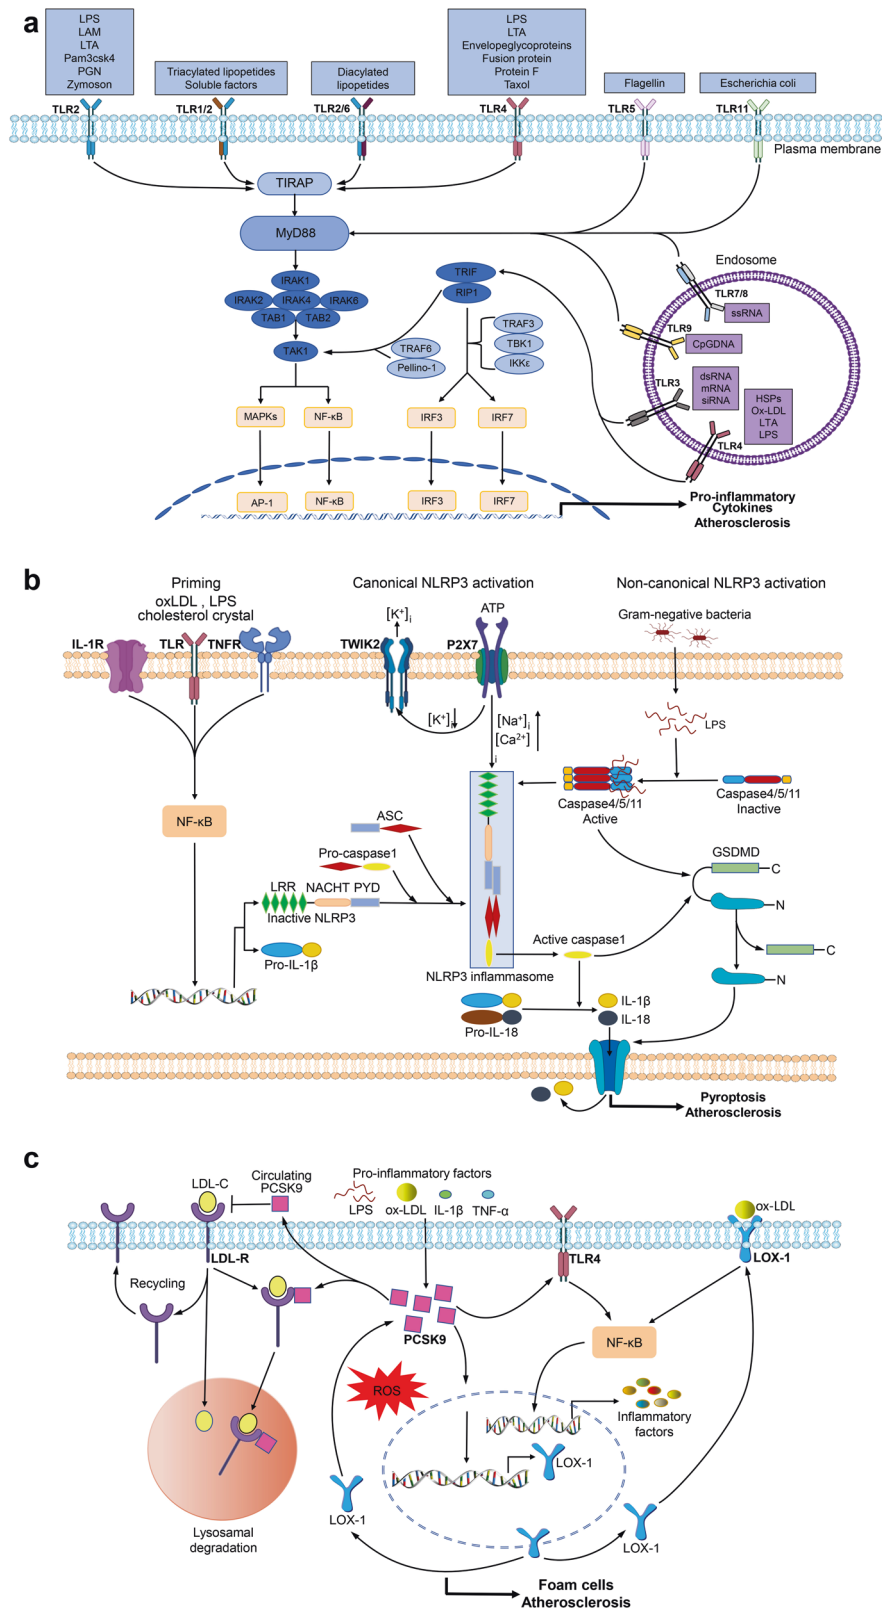 a
LPS
LAM
LTA
Pam3csk4
PGN
Zymoson
Triacylated lipopetides
Soluble factors
Diacylated
lipopetides
LPS
LTA
Envelopeglycoproteins
Fusion protein
Protein F
Taxol
Flagellin
Escherichia coli
TLR2
TLR1/2
TLR2/6
TLR4
TLR5
TLR11
Plasma membrane
TIRAP
MyD88
IRAK1
IRAK2
IRAK4
IRAK6
TAB1
TAB2
TAK1
TRIF
RIP1
TRAF3
TBK1
IKKε
TRAF6
Pellino-1
Endosome
TLR7/8
ssRNA
TLR9
CpGDNA
TLR3
dsRNA
mRNA
siRNA
HSPs
Ox-LDL
LTA
LPS
TLR4
MAPKs
NF-κB
IRF3
IRF7
AP-1
NF-κB
IRF3
IRF7
Pro-inflammatory
Cytokines
Atherosclerosis
b
Priming
oxLDL , LPS
cholesterol crystal
Canonical NLRP3 activation
Non-canonical NLRP3 activation
IL-1R
TLR
TNFR
[K⁺]i
TWIK2
P2X7
ATP
Gram-negative bacteria
[K⁺]i
[Na⁺]i
[Ca²⁺]
i
LPS
Caspase4/5/11
Active
Caspase4/5/11
Inactive
NF-κB
ASC
Pro-caspase1
LRR
NACHT PYD
Inactive NLRP3
Pro-IL-1β
GSDMD
C
N
C
N
Active caspase1
NLRP3 inflammasome
IL-1β
IL-18
Pro-IL-18
Pyroptosis
Atherosclerosis
c
LDL-C
Circulating
PCSK9
Pro-inflammatory factors
LPS
ox-LDL
IL-1β
TNF-α
ox-LDL
LDL-R
TLR4
LOX-1
Recycling
PCSK9
NF-κB
ROS
Inflammatory
factors
LOX-1
LOX-1
LOX-1
Lysosamal
degradation
Foam cells
Atherosclerosis